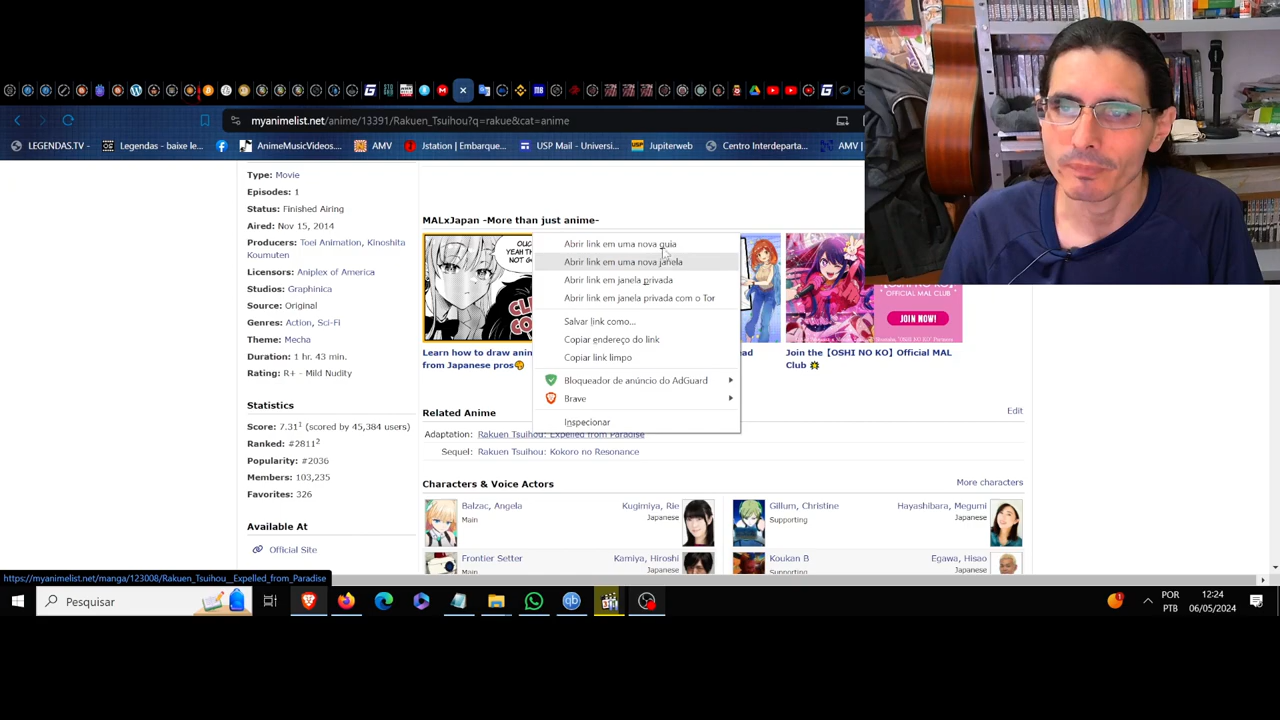 myanimelist.net/anime/13391/Rakuen_Tsuihou?q=rakue&cat=anime
LEGENDAS.TV -
Legendas - baixe le...
AnimeMusicVideos....
AMV
Jstation | Embarque...
USP Mail - Universi...
Jupiterweb
Centro Interdeparta...
AMV |
Type: Movie
Episodes: 1
Status: Finished Airing
Aired: Nov 15, 2014
Producers: Toei Animation, Kinoshita
Koumuten
Licensors: Aniplex of America
Studios: Graphinica
Source: Original
Genres: Action, Sci-Fi
Theme: Mecha
Duration: 1 hr. 43 min.
Rating: R+ - Mild Nudity
Statistics
Score: 7.31¹ (scored by 45,384 users)
Ranked: #2811²
Popularity: #2036
Members: 103,235
Favorites: 326
Available At
Official Site
MALxJapan -More than just anime-
Learn how to draw anin
from Japanese pros
ead
OFFICIAL MAL CLUB
JOIN NOW!
Join the【OSHI NO KO】Official MAL
Club
Abrir link em uma nova guia
Abrir link em uma nova janela
Abrir link em janela privada
Abrir link em janela privada com o Tor
Salvar link como...
Copiar endereço do link
Copiar link limpo
Bloqueador de anúncio do AdGuard
Brave
Inspecionar
Related Anime
Edit
Adaptation: Rakuen Tsuihou: Expelled from Paradise
Sequel: Rakuen Tsuihou: Kokoro no Resonance
Characters & Voice Actors
More characters
Balzac, Angela
Main
Kugimiya, Rie
Japanese
Gillum, Christine
Supporting
Hayashibara, Megumi
Japanese
Frontier Setter
Main
Kamiya, Hiroshi
Japanese
Koukan B
Supporting
Egawa, Hisao
Japanese
https://myanimelist.net/manga/123008/Rakuen_Tsuihou__Expelled_from_Paradise
Pesquisar
POR
PTB
12:24
06/05/2024